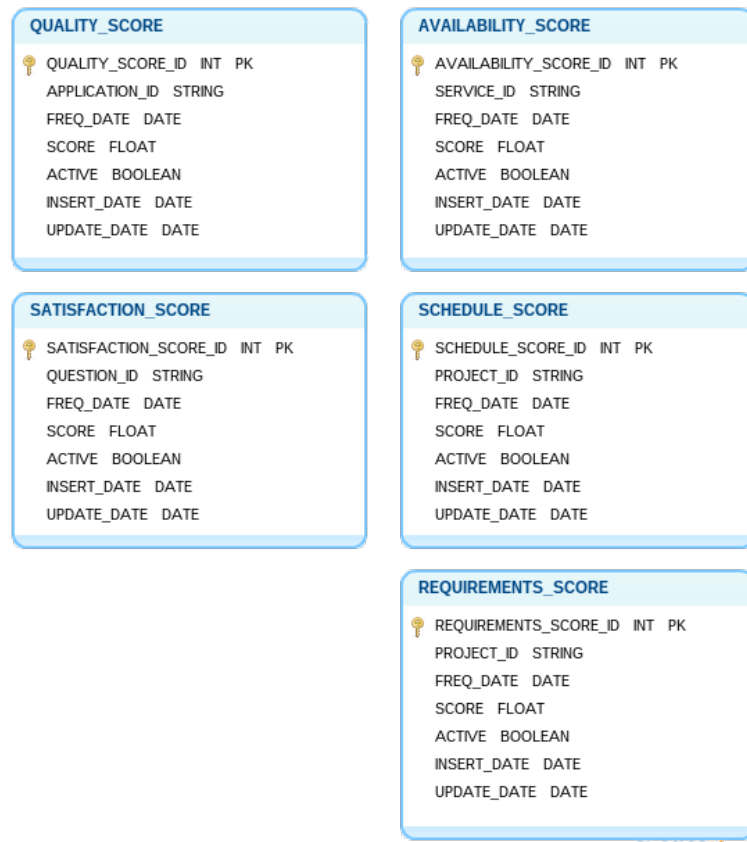 QUALITY_SCORE
QUALITY_SCORE_ID INT PK
APPLICATION_ID STRING
FREQ_DATE DATE
SCORE FLOAT
ACTIVE BOOLEAN
INSERT_DATE DATE
UPDATE_DATE DATE
AVAILABILITY_SCORE
AVAILABILITY_SCORE_ID INT PK
SERVICE_ID STRING
FREQ_DATE DATE
SCORE FLOAT
ACTIVE BOOLEAN
INSERT_DATE DATE
UPDATE_DATE DATE
SATISFACTION_SCORE
SATISFACTION_SCORE_ID INT PK
QUESTION_ID STRING
FREQ_DATE DATE
SCORE FLOAT
ACTIVE BOOLEAN
INSERT_DATE DATE
UPDATE_DATE DATE
SCHEDULE_SCORE
SCHEDULE_SCORE_ID INT PK
PROJECT_ID STRING
FREQ_DATE DATE
SCORE FLOAT
ACTIVE BOOLEAN
INSERT_DATE DATE
UPDATE_DATE DATE
REQUIREMENTS_SCORE
REQUIREMENTS_SCORE_ID INT PK
PROJECT_ID STRING
FREQ_DATE DATE
SCORE FLOAT
ACTIVE BOOLEAN
INSERT_DATE DATE
UPDATE_DATE DATE